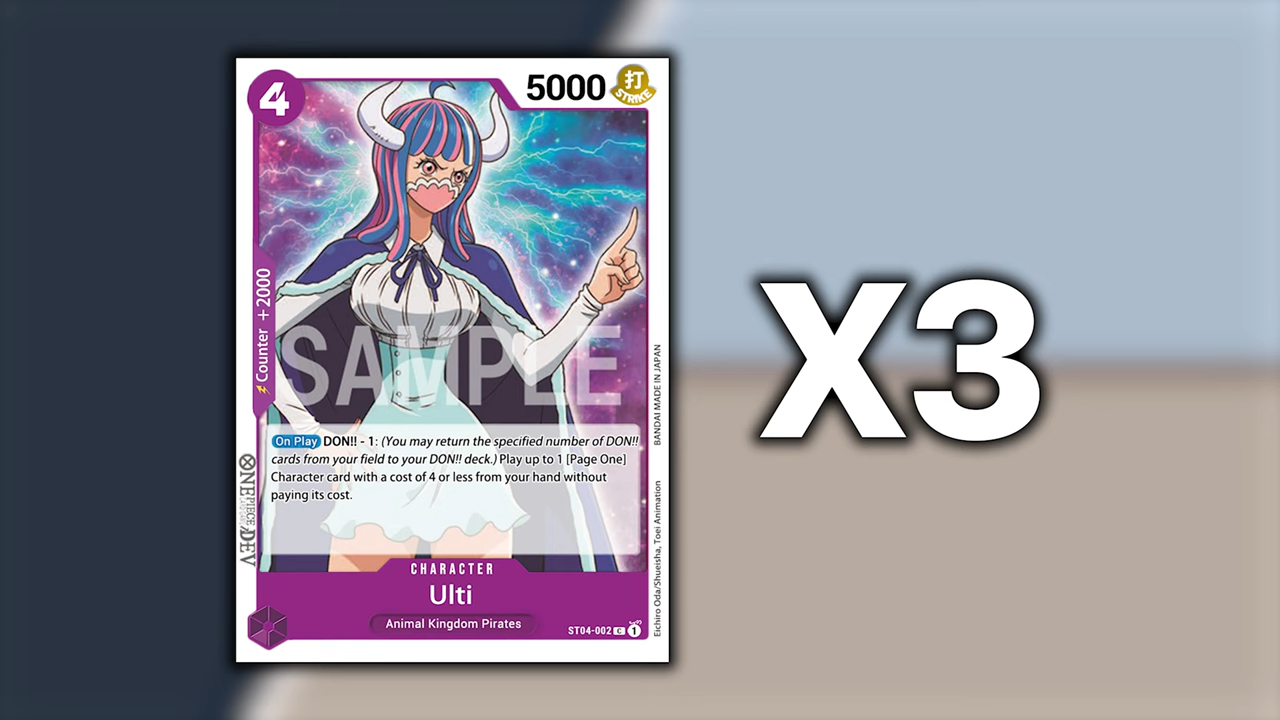 4
5000
打
STRIKE
⚡Counter +2000
SAMPLE
BANDAI MADE IN JAPAN
Eiichiro Oda/Shueisha, Toei Animation
On Play DON!! - 1: (You may return the specified number of DON!!
cards from your field to your DON!! deck.) Play up to 1 [Page One]
Character card with a cost of 4 or less from your hand without
paying its cost.
CHARACTER
Ulti
Animal Kingdom Pirates
ST04-002 C 1
X3